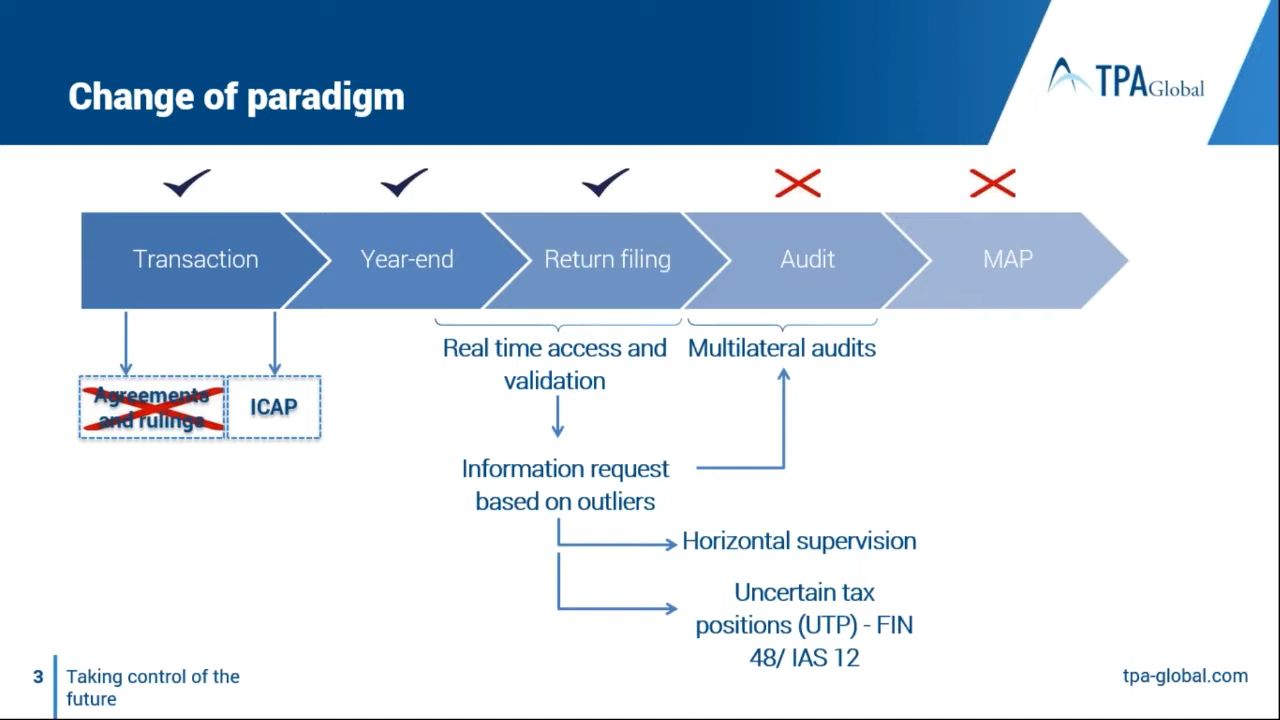 Change of paradigm
TPA Global
Transaction
Year-end
Return filing
Audit
MAP
Agreements
and rulings
ICAP
Real time access and
validation
Multilateral audits
Information request
based on outliers
Horizontal supervision
Uncertain tax
positions (UTP) - FIN
48/ IAS 12
3
Taking control of the
future
tpa-global.com